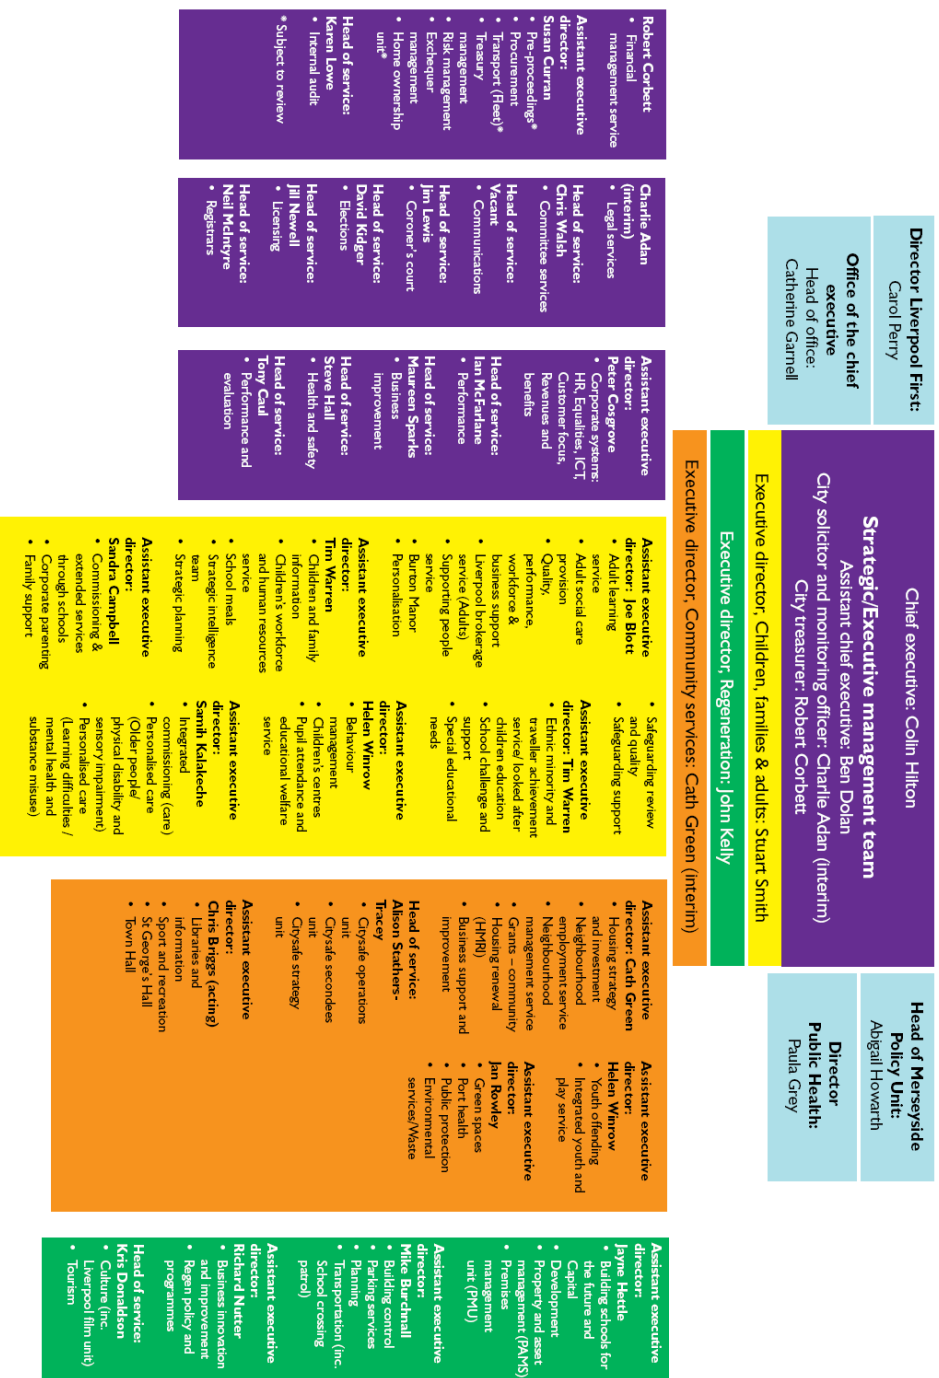 Chief executive: Colin Hilton
Strategic/Executive management team
Assistant chief executive: Ben Dolan
City solicitor and monitoring officer: Charlie Adan (interim)
City treasurer: Robert Corbett
Executive director, Children, families & adults: Stuart Smith
Executive director, Regeneration: John Kelly
Executive director, Community services: Cath Green (interim)
Director Liverpool First:
Carol Perry
Office of the chief
executive
Head of office:
Catherine Garnell
Head of Merseyside
Policy Unit:
Abigail Howarth
Director
Public Health:
Paula Grey
Robert Corbett
• Financial
management service
Assistant executive
director:
Susan Curran
• Pre-proceedings*
• Procurement
• Transport (Fleet)*
• Treasury
management
• Risk management
• Exchequer
management
• Home ownership
unit*
Head of service:
Karen Lowe
• Internal audit
* Subject to review
Charlie Adan
(interim)
• Legal services
Head of service:
Chris Walsh
• Committee services
Head of service:
Vacant
• Communications
Head of service:
Jim Lewis
• Coroner's court
Head of service:
David Kidger
• Elections
Head of service:
Jill Newell
• Licensing
Head of service:
Neil McIntyre
• Registrars
Assistant executive
director:
Peter Cosgrove
• Corporate systems:
HR, Equalities, ICT,
Customer focus,
Revenues and
benefits
Head of service:
Ian McFarlane
• Performance
Head of service:
Maureen Sparks
• Business
improvement
Head of service:
Steve Hall
• Health and safety
Head of service:
Tony Caul
• Performance and
evaluation
Assistant executive
director: Joe Blott
• Adult learning
service
• Adult social care
provision
• Quality,
performance,
workforce &
business support
• Liverpool brokerage
service (Adults)
• Supporting people
service
• Burton Manor
• Personalisation
Assistant executive
director:
Tim Warren
• Children and family
information
• Children's workforce
and human resources
• School meals
• Strategic intelligence
team
• Strategic planning
Assistant executive
director:
Sandra Campbell
• Commissioning &
extended services
through schools
• Corporate parenting
• Family support
• Safeguarding review
and quality
• Safeguarding support
Assistant executive
director: Tim Warren
• Ethnic minority and
traveller achievement
service/ looked after
children education
• School challenge and
support
• Special educational
needs
Assistant executive
director:
Helen Winrow
• Behaviour
management
• Children's centres
• Pupil attendance and
educational welfare
service
Assistant executive
director:
Samih Kalakeche
• Integrated
commissioning (care)
• Personalised care
(Older people/
physical disability and
sensory impairment)
• Personalised care
(Learning difficulties /
mental health and
substance misuse)
Assistant executive
director: Cath Green
• Housing strategy
and investment
• Neighbourhood
employment service
• Neighbourhood
management service
• Grants – community
• Housing renewal
(HMRI)
• Business support and
improvement
Head of service:
Alison Stathers-
Tracey
• Citysafe operations
unit
• Citysafe secondees
unit
• Citysafe strategy
unit
Assistant executive
director:
Chris Briggs (acting)
• Libraries and
information
• Sport and recreation
• St George's Hall
• Town Hall
Assistant executive
director:
Helen Winrow
• Youth offending
• Integrated youth and
play service
Assistant executive
director:
Jan Rowley
• Green spaces
• Port health
• Public protection
• Environmental
services/Waste
Assistant executive
director:
Jayne Hettle
• Building schools for
the future and
Capital
• Development
• Property and asset
management (PAMS)
• Premises
management
unit (PMU)
Assistant executive
director:
Mike Burchnall
• Building control
• Parking services
• Planning
• Transportation (inc.
School crossing
patrol)
Assistant executive
director:
Richard Nutter
• Business innovation
and improvement
• Regen policy and
programmes
Head of service:
Kris Donaldson
• Culture (inc.
Liverpool film unit)
• Tourism